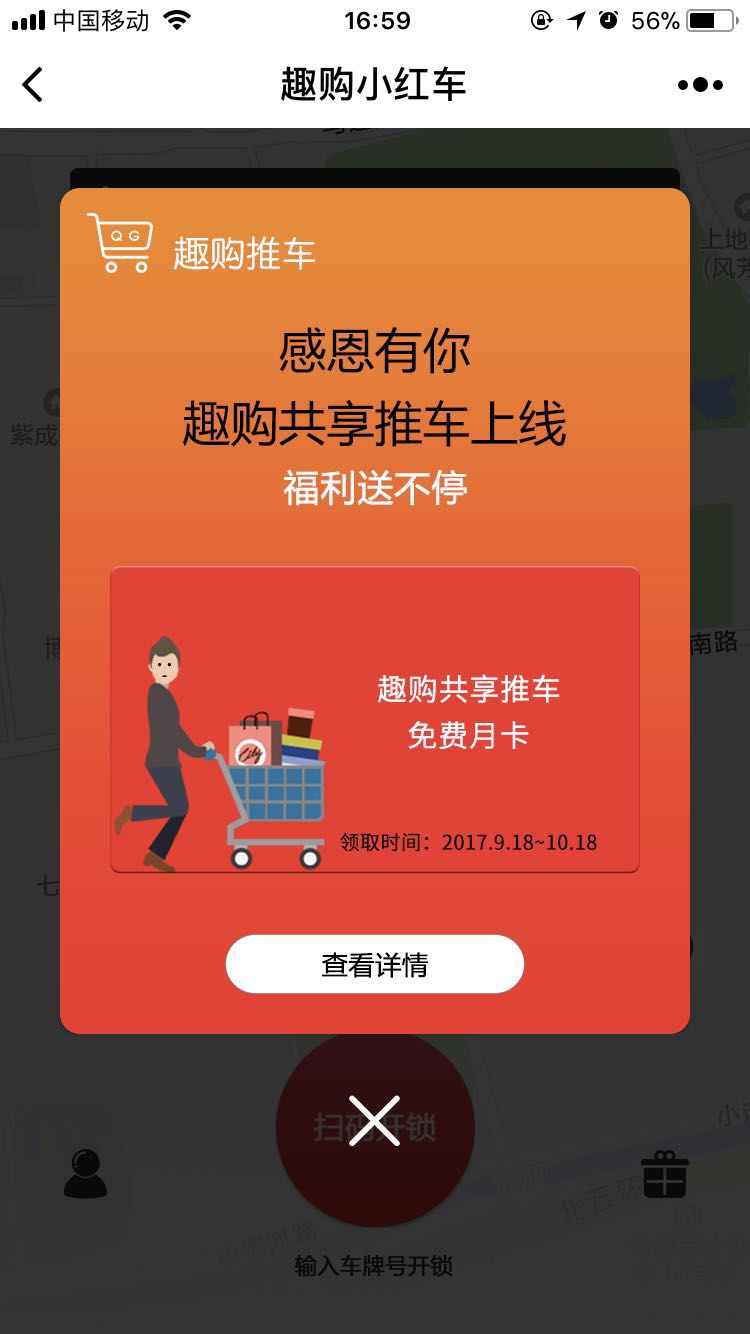 中国移动
16:59
56%
趣购小红车
上地
紫成
QG
趣购推车
感恩有你
趣购共享推车上线
福利送不停
博
南路
趣购共享推车
免费月卡
City
领取时间：2017.9.18~10.18
七
查看详情
扫码开锁
北五环
小清河路
输入车牌号开锁